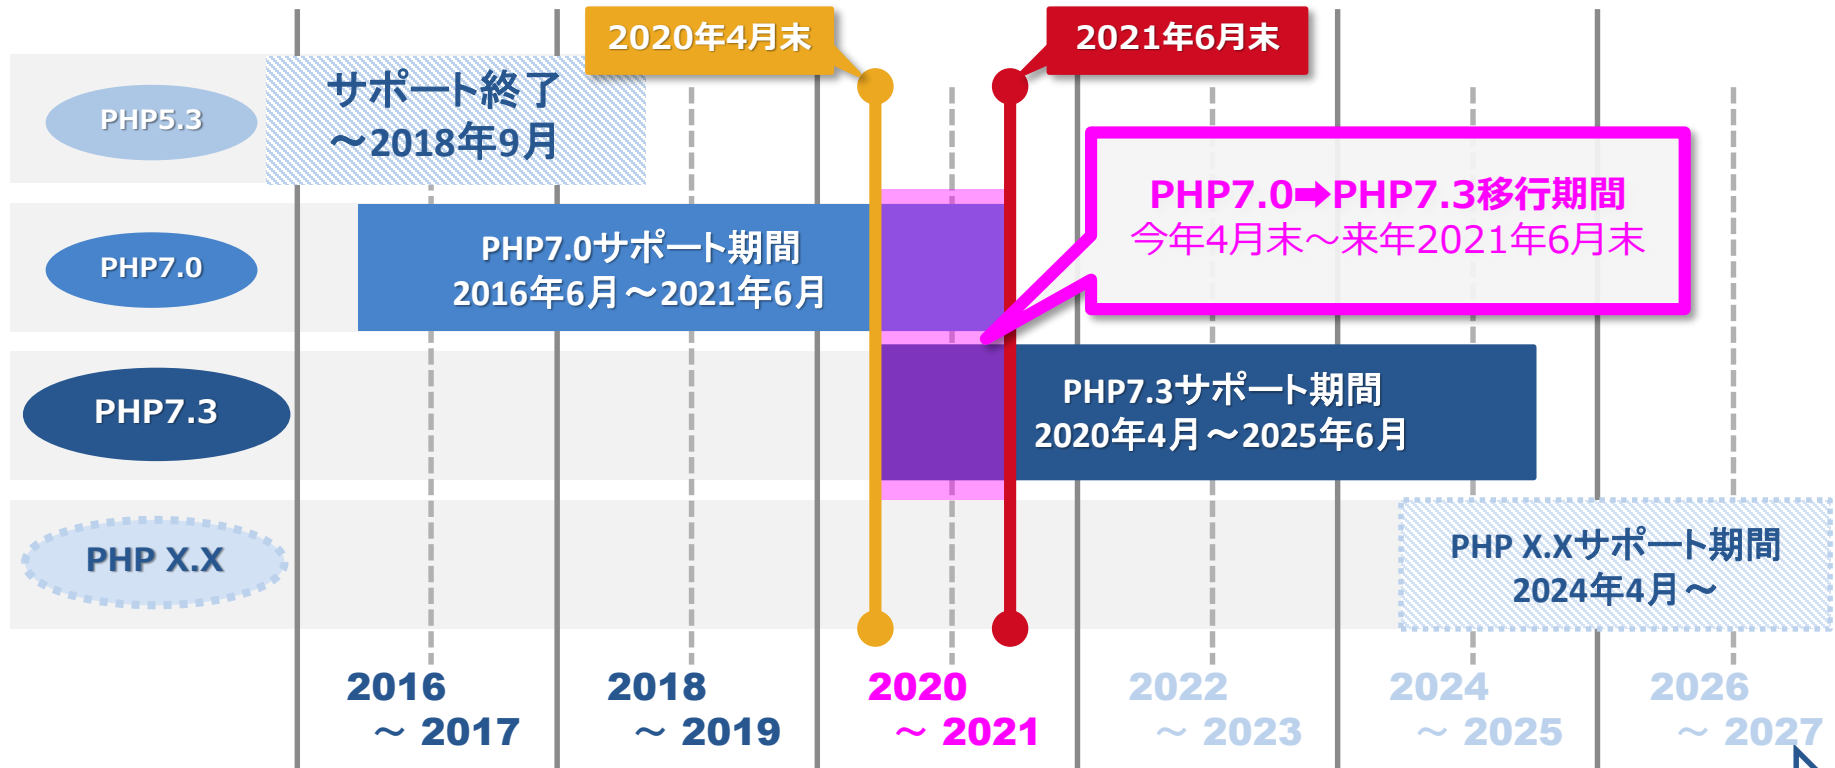 2020年4月末
2021年6月末
PHP5.3
サポート終了
～2018年9月
PHP7.0➡PHP7.3移行期間
今年4月末～来年2021年6月末
PHP7.0
PHP7.0サポート期間
2016年6月～2021年6月
PHP7.3
PHP7.3サポート期間
2020年4月～2025年6月
PHP X.X
PHP X.Xサポート期間
2024年4月～
2016
～ 2017
2018
～ 2019
2020
～ 2021
2022
～ 2023
2024
～ 2025
2026
～ 2027